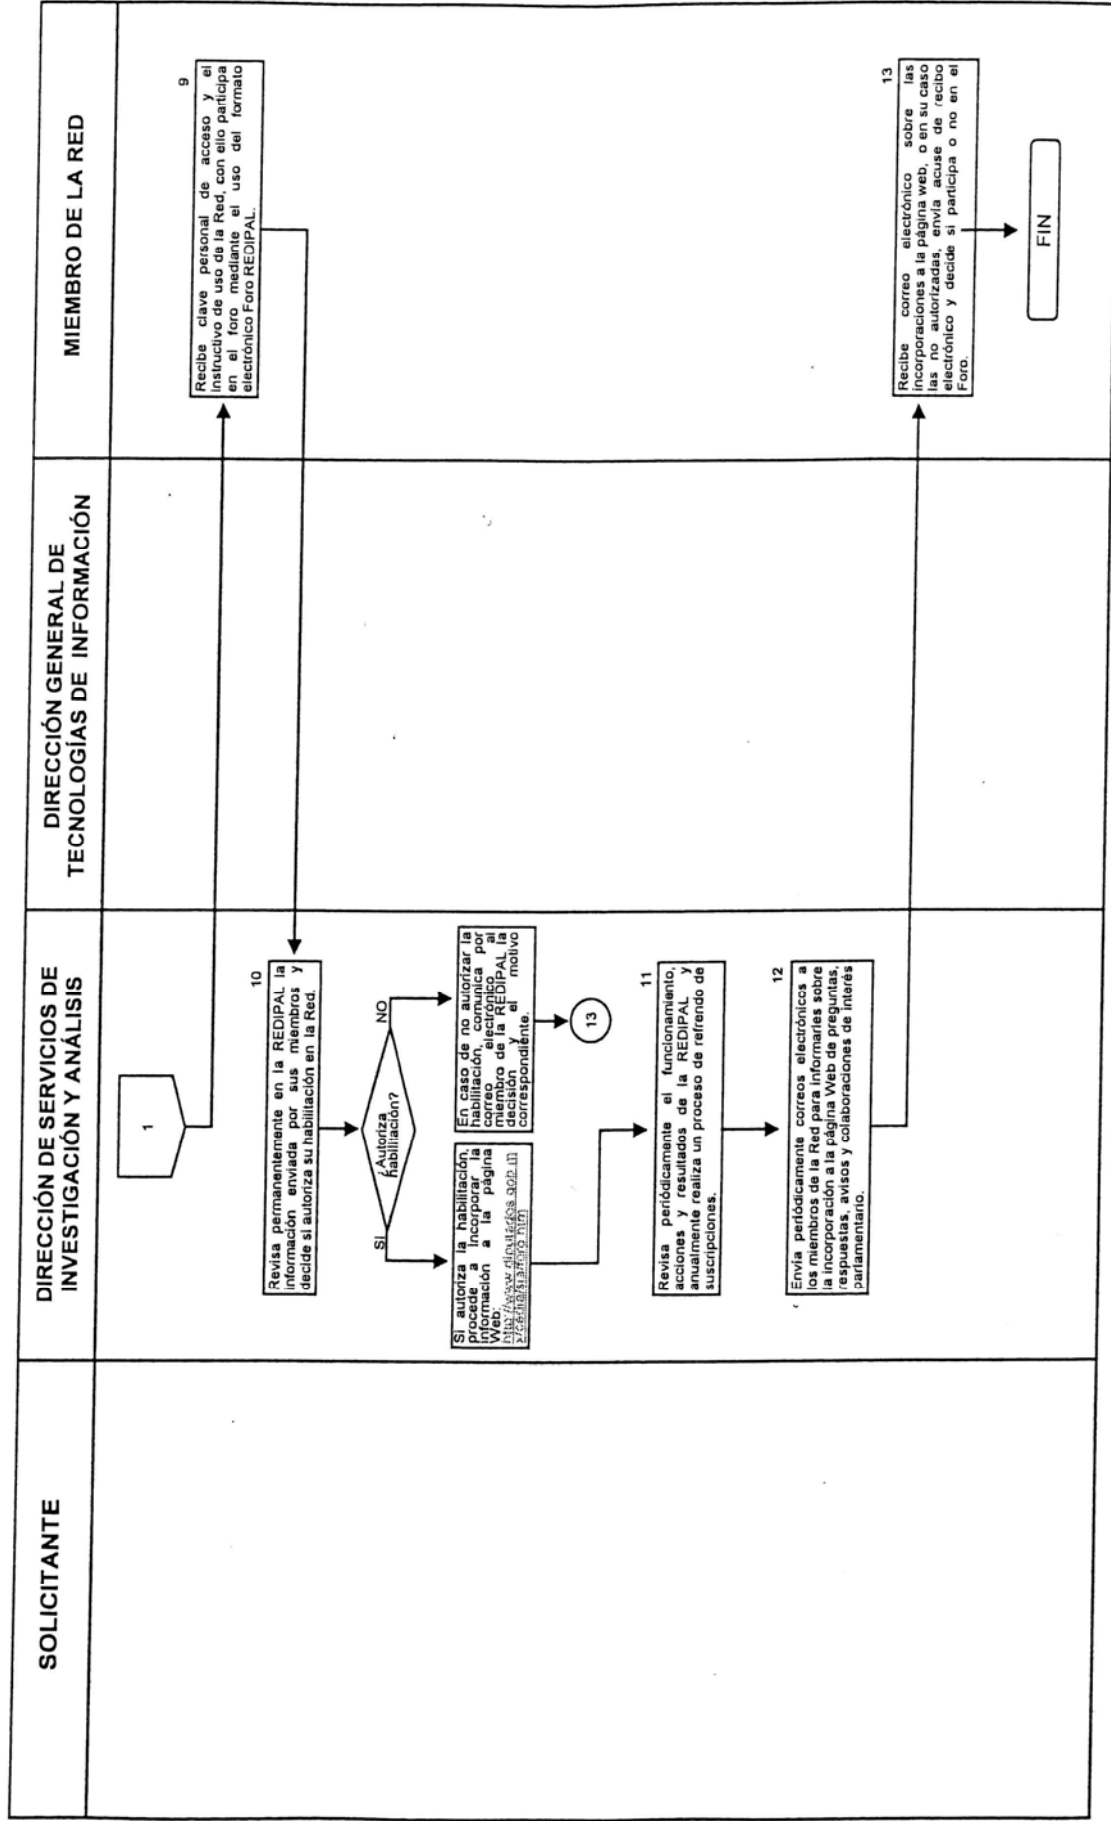 SOLICITANTE
DIRECCIÓN DE SERVICIOS DE
INVESTIGACIÓN Y ANÁLISIS
DIRECCIÓN GENERAL DE
TECNOLOGÍAS DE INFORMACIÓN
MIEMBRO DE LA RED
1
9
Recibe clave personal de acceso y el
instructivo de uso de la Red, con ello participa
en el foro mediante el uso del formato
electrónico Foro REDIPAL.
10
Revisa permanentemente en la REDIPAL la
información enviada por sus miembros y
decide si autoriza su habilitación en la Red.
¿Autoriza
habilitación?
SI
NO
Si autoriza la habilitación,
procede a incorporar la
información a la página
Web:
http://www.diputados.gob.m
x/cedia/sia/foro.htm
En caso de no autorizar la
habilitación, comunica por
correo electrónico al
miembro de la REDIPAL la
decisión y el motivo
correspondiente.
13
11
Revisa periódicamente el funcionamiento,
acciones y resultados de la REDIPAL y
anualmente realiza un proceso de refrendo de
suscripciones.
12
Envía periódicamente correos electrónicos a
los miembros de la Red para informarles sobre
la incorporación a la página Web de preguntas,
respuestas, avisos y colaboraciones de interés
parlamentario.
13
Recibe correo electrónico sobre las
incorporaciones a la página web, o en su caso
las no autorizadas, envía acuse de recibo
electrónico y decide si participa o no en el
Foro.
FIN